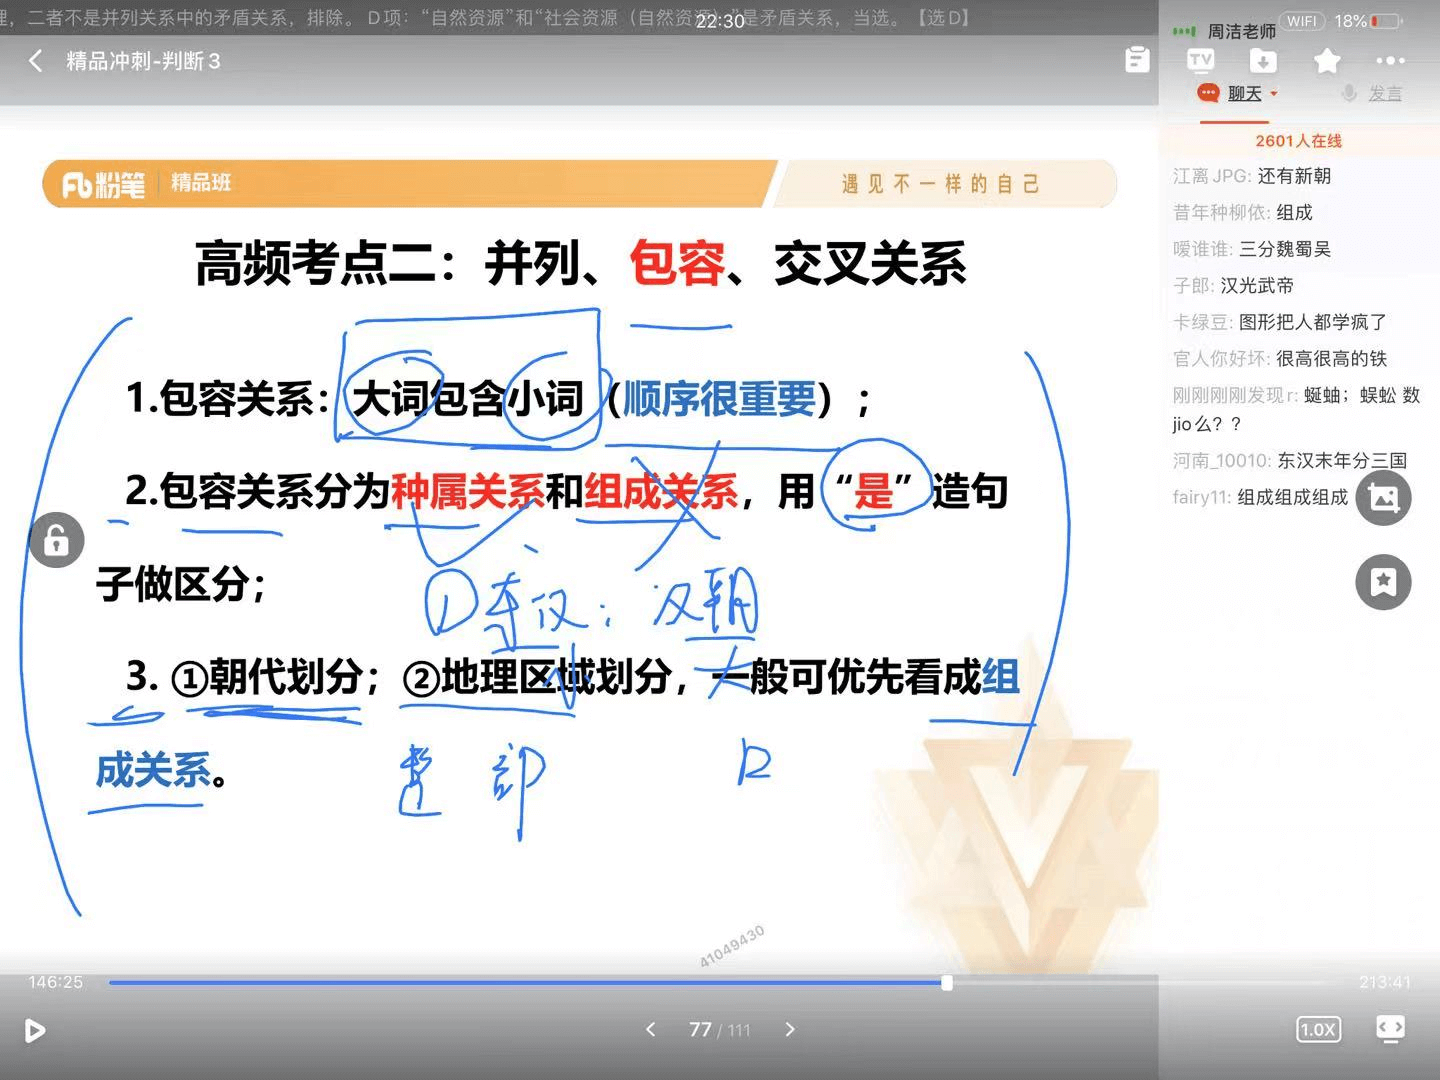 理，二者不是并列关系中的矛盾关系，排除。 D 项：“自然资源”和“社会资源（自然资源）”是矛盾关系，当选。【选 D】
22:30
周洁老师
WIFI
18%
精品冲刺-判断 3
TV
聊天
发言
2601人在线
粉笔
精品班
遇见不一样的自己
高频考点二：并列、包容、交叉关系
1.包容关系：大词包含小词（顺序很重要）；
2.包容关系分为种属关系和组成关系，用“是”造句
子做区分；
① 东汉；汉朝
小
大
3. ①朝代划分；②地理区域划分，一般可优先看成组
成关系。
部
江离 JPG: 还有新朝
昔年种柳依: 组成
嗳谁谁: 三分魏蜀吴
子郎: 汉光武帝
卡绿豆: 图形把人都学疯了
官人你好坏: 很高很高的铁
刚刚刚刚发现r: 蜒蚰；蜈蚣 数
jio么？？
河南_10010: 东汉末年分三国
fairy11: 组成组成组成
41049430
146:25
213:41
77 / 111
1.0X